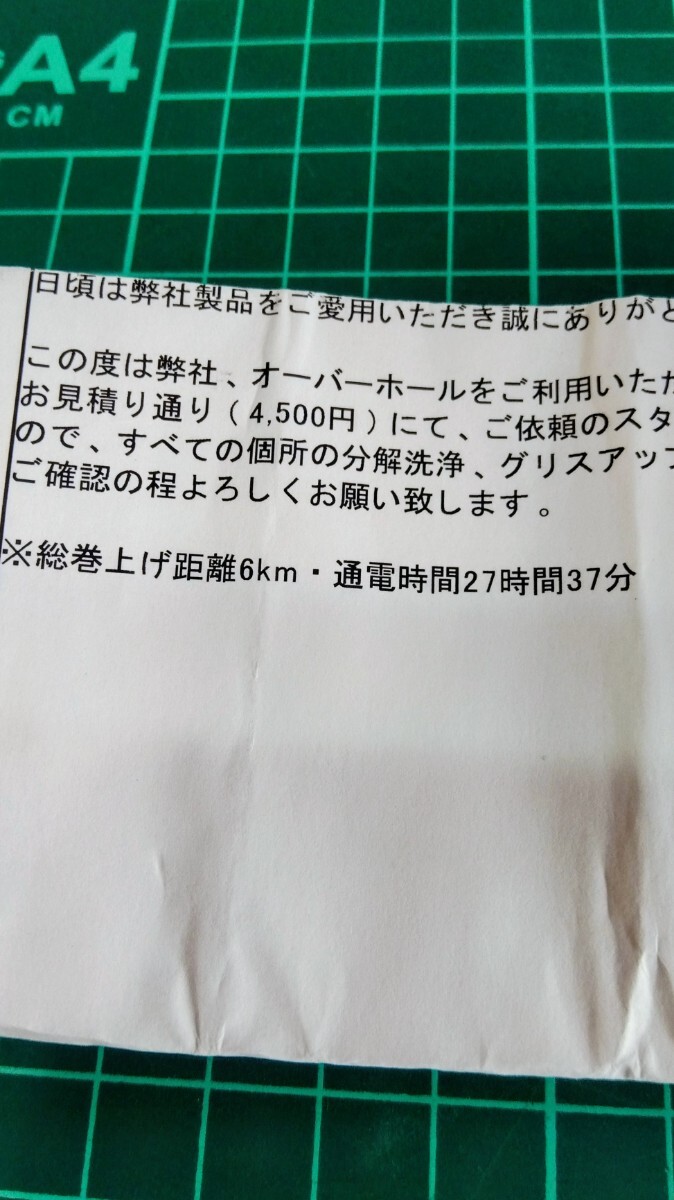 A4
CM
日頃は弊社製品をご愛用いただき誠にありがと
この度は弊社、オーバーホールをご利用いただ
お見積り通り(4,500円)にて、ご依頼のスタ
ので、すべての個所の分解洗浄、グリスアップ
ご確認の程よろしくお願い致します。
※総巻上げ距離6km・通電時間27時間37分